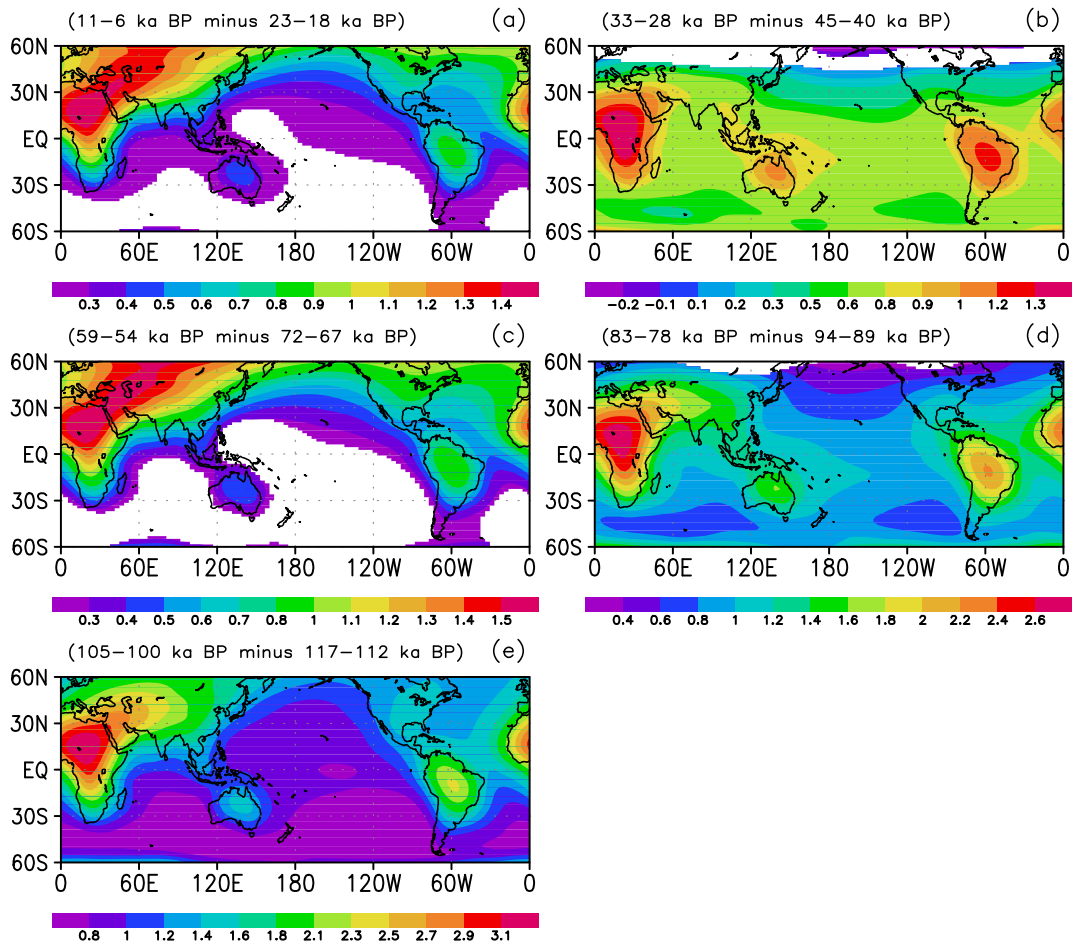 (11–6 ka BP minus 23–18 ka BP) (a)
60N
30N
EQ
30S
60S
0 60E 120E 180 120W 60W 0
0.3 0.4 0.5 0.6 0.7 0.8 0.9 1 1.1 1.2 1.3 1.4
(33–28 ka BP minus 45–40 ka BP) (b)
60N
30N
EQ
30S
60S
0 60E 120E 180 120W 60W 0
−0.2 −0.1 0.1 0.2 0.3 0.5 0.6 0.8 0.9 1 1.2 1.3
(59–54 ka BP minus 72–67 ka BP) (c)
60N
30N
EQ
30S
60S
0 60E 120E 180 120W 60W 0
0.3 0.4 0.5 0.6 0.7 0.8 0.9 1 1.1 1.3 1.4 1.5
(83–78 ka BP minus 94–89 ka BP) (d)
60N
30N
EQ
30S
60S
0 60E 120E 180 120W 60W 0
0.4 0.6 0.8 1 1.2 1.4 1.6 1.8 2 2.2 2.4 2.6
(105–100 ka BP minus 117–112 ka BP) (e)
60N
30N
EQ
30S
60S
0 60E 120E 180 120W 60W 0
0.8 1 1.2 1.4 1.6 1.8 2.1 2.3 2.5 2.7 2.9 3.1